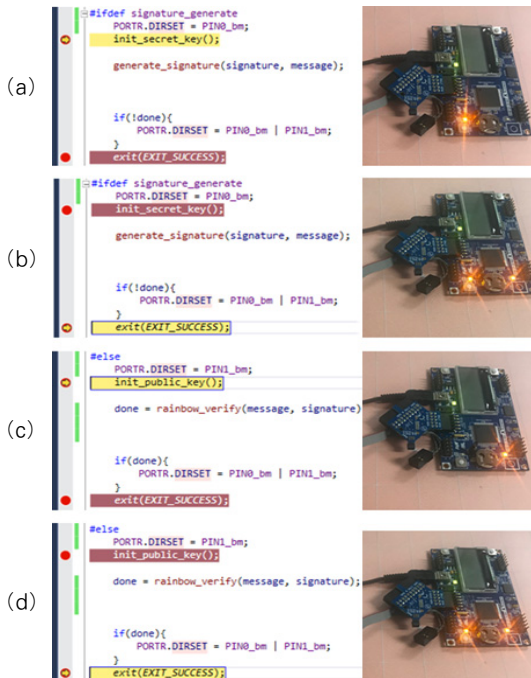 (a)
#ifdef signature_generate
PORTR.DIRSET = PIN0_bm;
init_secret_key();
generate_signature(signature, message);
if(!done){
PORTR.DIRSET = PIN0_bm | PIN1_bm;
}
exit(EXIT_SUCCESS);
(b)
#ifdef signature_generate
PORTR.DIRSET = PIN0_bm;
init_secret_key();
generate_signature(signature, message);
if(!done){
PORTR.DIRSET = PIN0_bm | PIN1_bm;
}
exit(EXIT_SUCCESS);
(c)
#else
PORTR.DIRSET = PIN1_bm;
init_public_key();
done = rainbow_verify(message, signature)
if(done){
PORTR.DIRSET = PIN0_bm | PIN1_bm;
}
exit(EXIT_SUCCESS);
(d)
#else
PORTR.DIRSET = PIN1_bm;
init_public_key();
done = rainbow_verify(message, signature);
if(done){
PORTR.DIRSET = PIN0_bm | PIN1_bm;
}
exit(EXIT_SUCCESS);